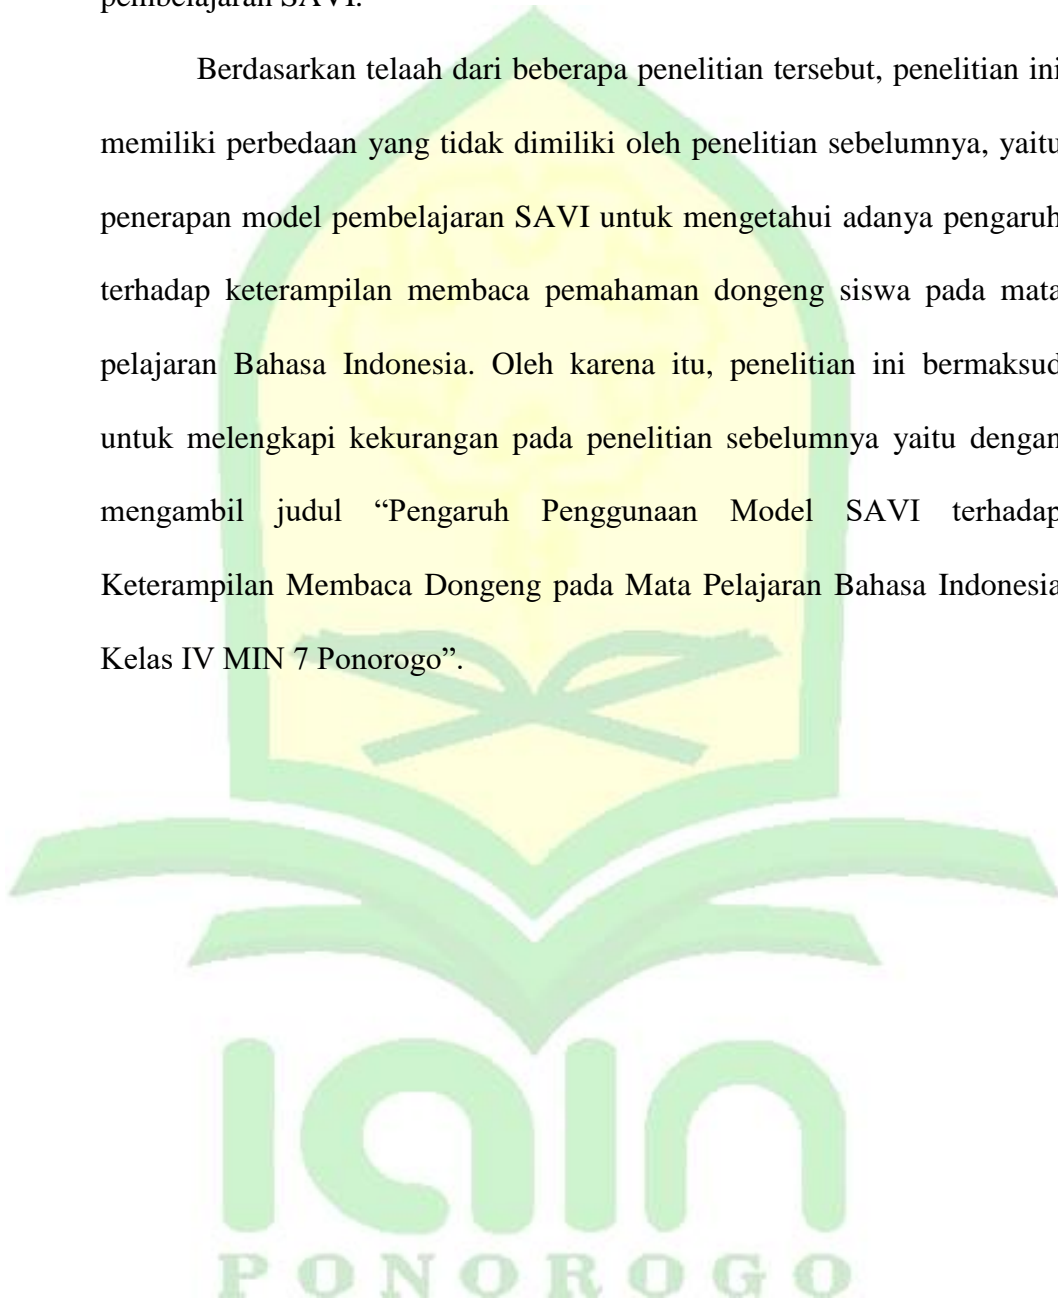 pembelajaran SAVI.
Berdasarkan telaah dari beberapa penelitian tersebut, penelitian ini
memiliki perbedaan yang tidak dimiliki oleh penelitian sebelumnya, yaitu
penerapan model pembelajaran SAVI untuk mengetahui adanya pengaruh
terhadap keterampilan membaca pemahaman dongeng siswa pada mata
pelajaran Bahasa Indonesia. Oleh karena itu, penelitian ini bermaksud
untuk melengkapi kekurangan pada penelitian sebelumnya yaitu dengan
mengambil judul “Pengaruh Penggunaan Model SAVI terhadap
Keterampilan Membaca Dongeng pada Mata Pelajaran Bahasa Indonesia
Kelas IV MIN 7 Ponorogo”.
iain
PONOROGO